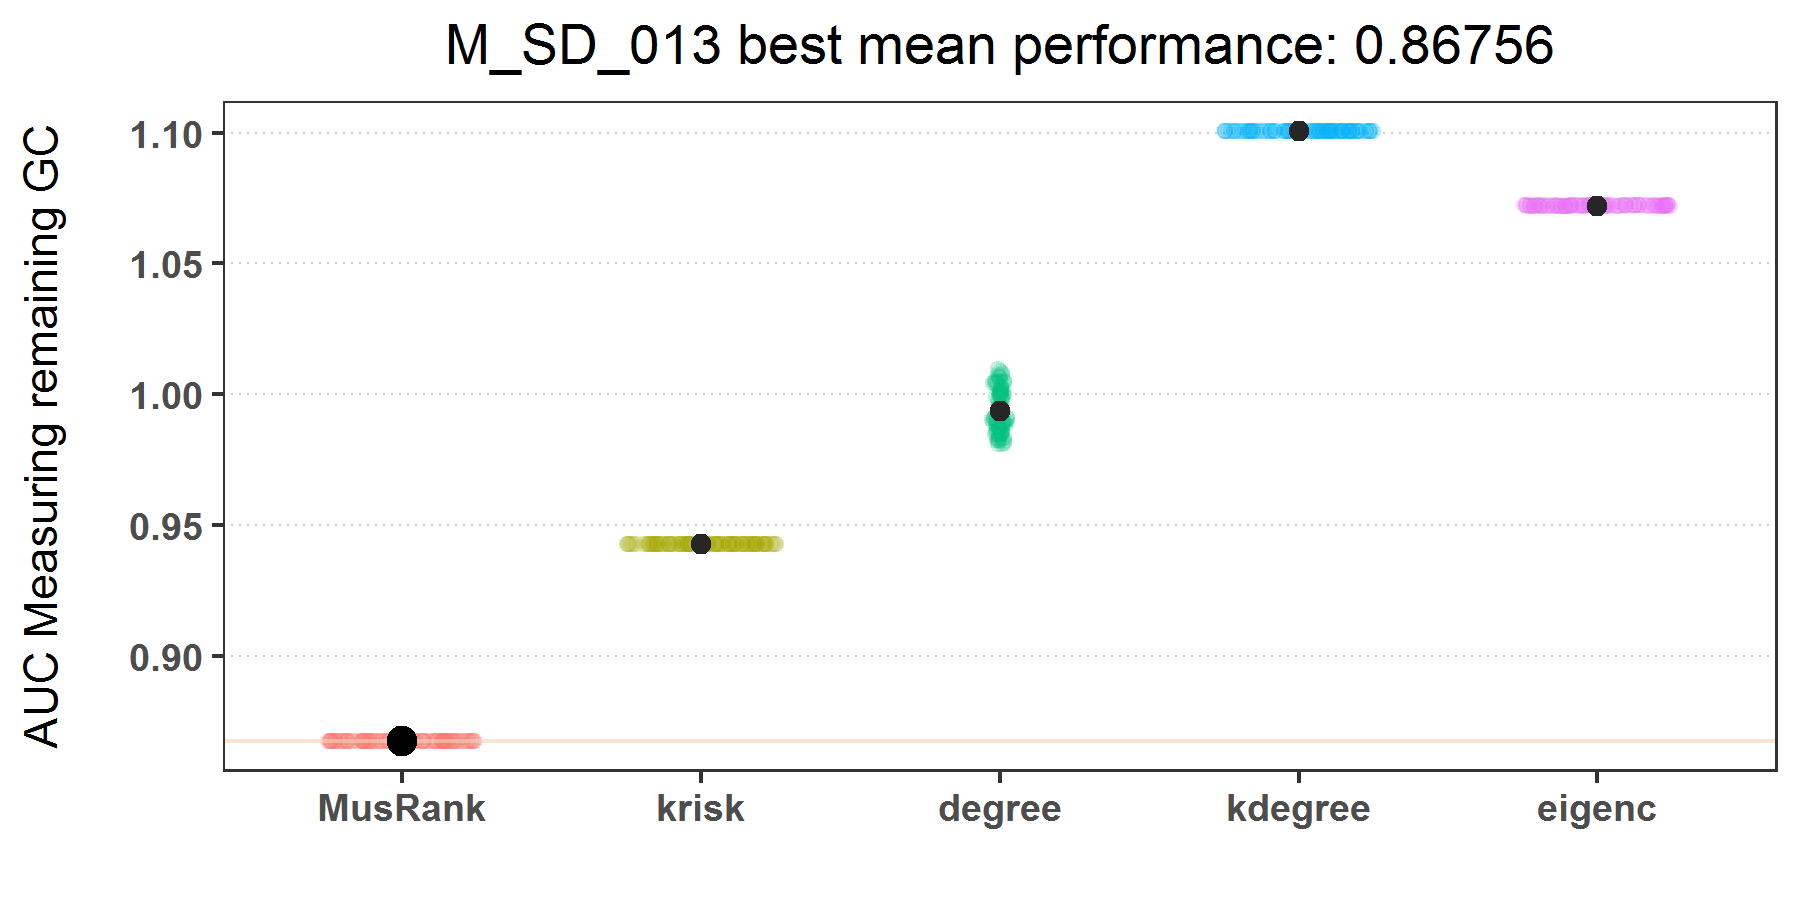 M_SD_013 best mean performance: 0.86756
AUC Measuring remaining GC
1.10
1.05
1.00
0.95
0.90
MusRank krisk degree kdegree eigenc